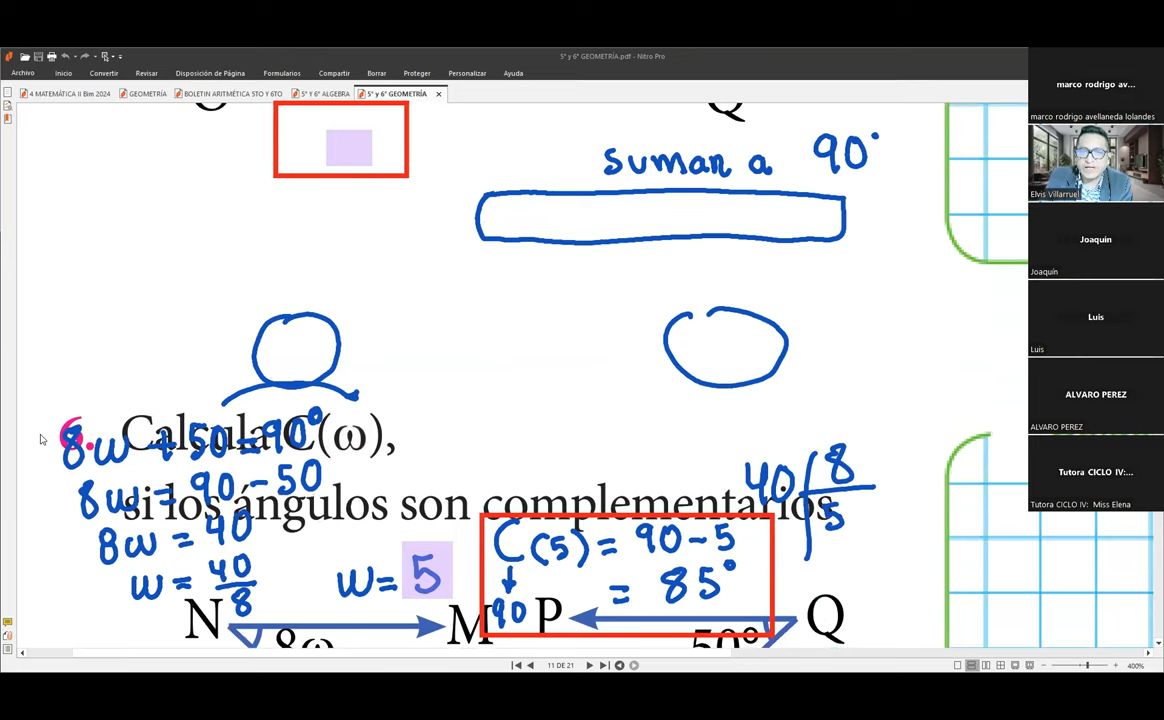 5° y 6° GEOMETRÍA.pdf - Nitro Pro
Archivo Inicio Convertir Revisar Disposición de Página Formularios Compartir Borrar Proteger Personalizar Ayuda
4 MATEMÁTICA II Bim 2024 GEOMETRÍA BOLETIN ARITMÉTICA 5TO Y 6TO 5° Y 6° ALGEBRA 5° y 6° GEOMETRÍA
Q
suman a 90°
6. Calcula C(ω),
si los ángulos son complementarios
8w + 50 = 90°
8w = 90 - 50
8w = 40
w = 40/8
w = 5
40 8
5
C(5) = 90 - 5
90
= 85°
N 8ω M P 50° Q
11 DE 21
400%
marco rodrigo av...
marco rodrigo avellaneda lolandes
Elvis Villarruel
Joaquín
Joaquín
Luis
Luis
ALVARO PEREZ
ALVARO PEREZ
Tutora CICLO IV:...
Tutora CICLO IV: Miss Elena